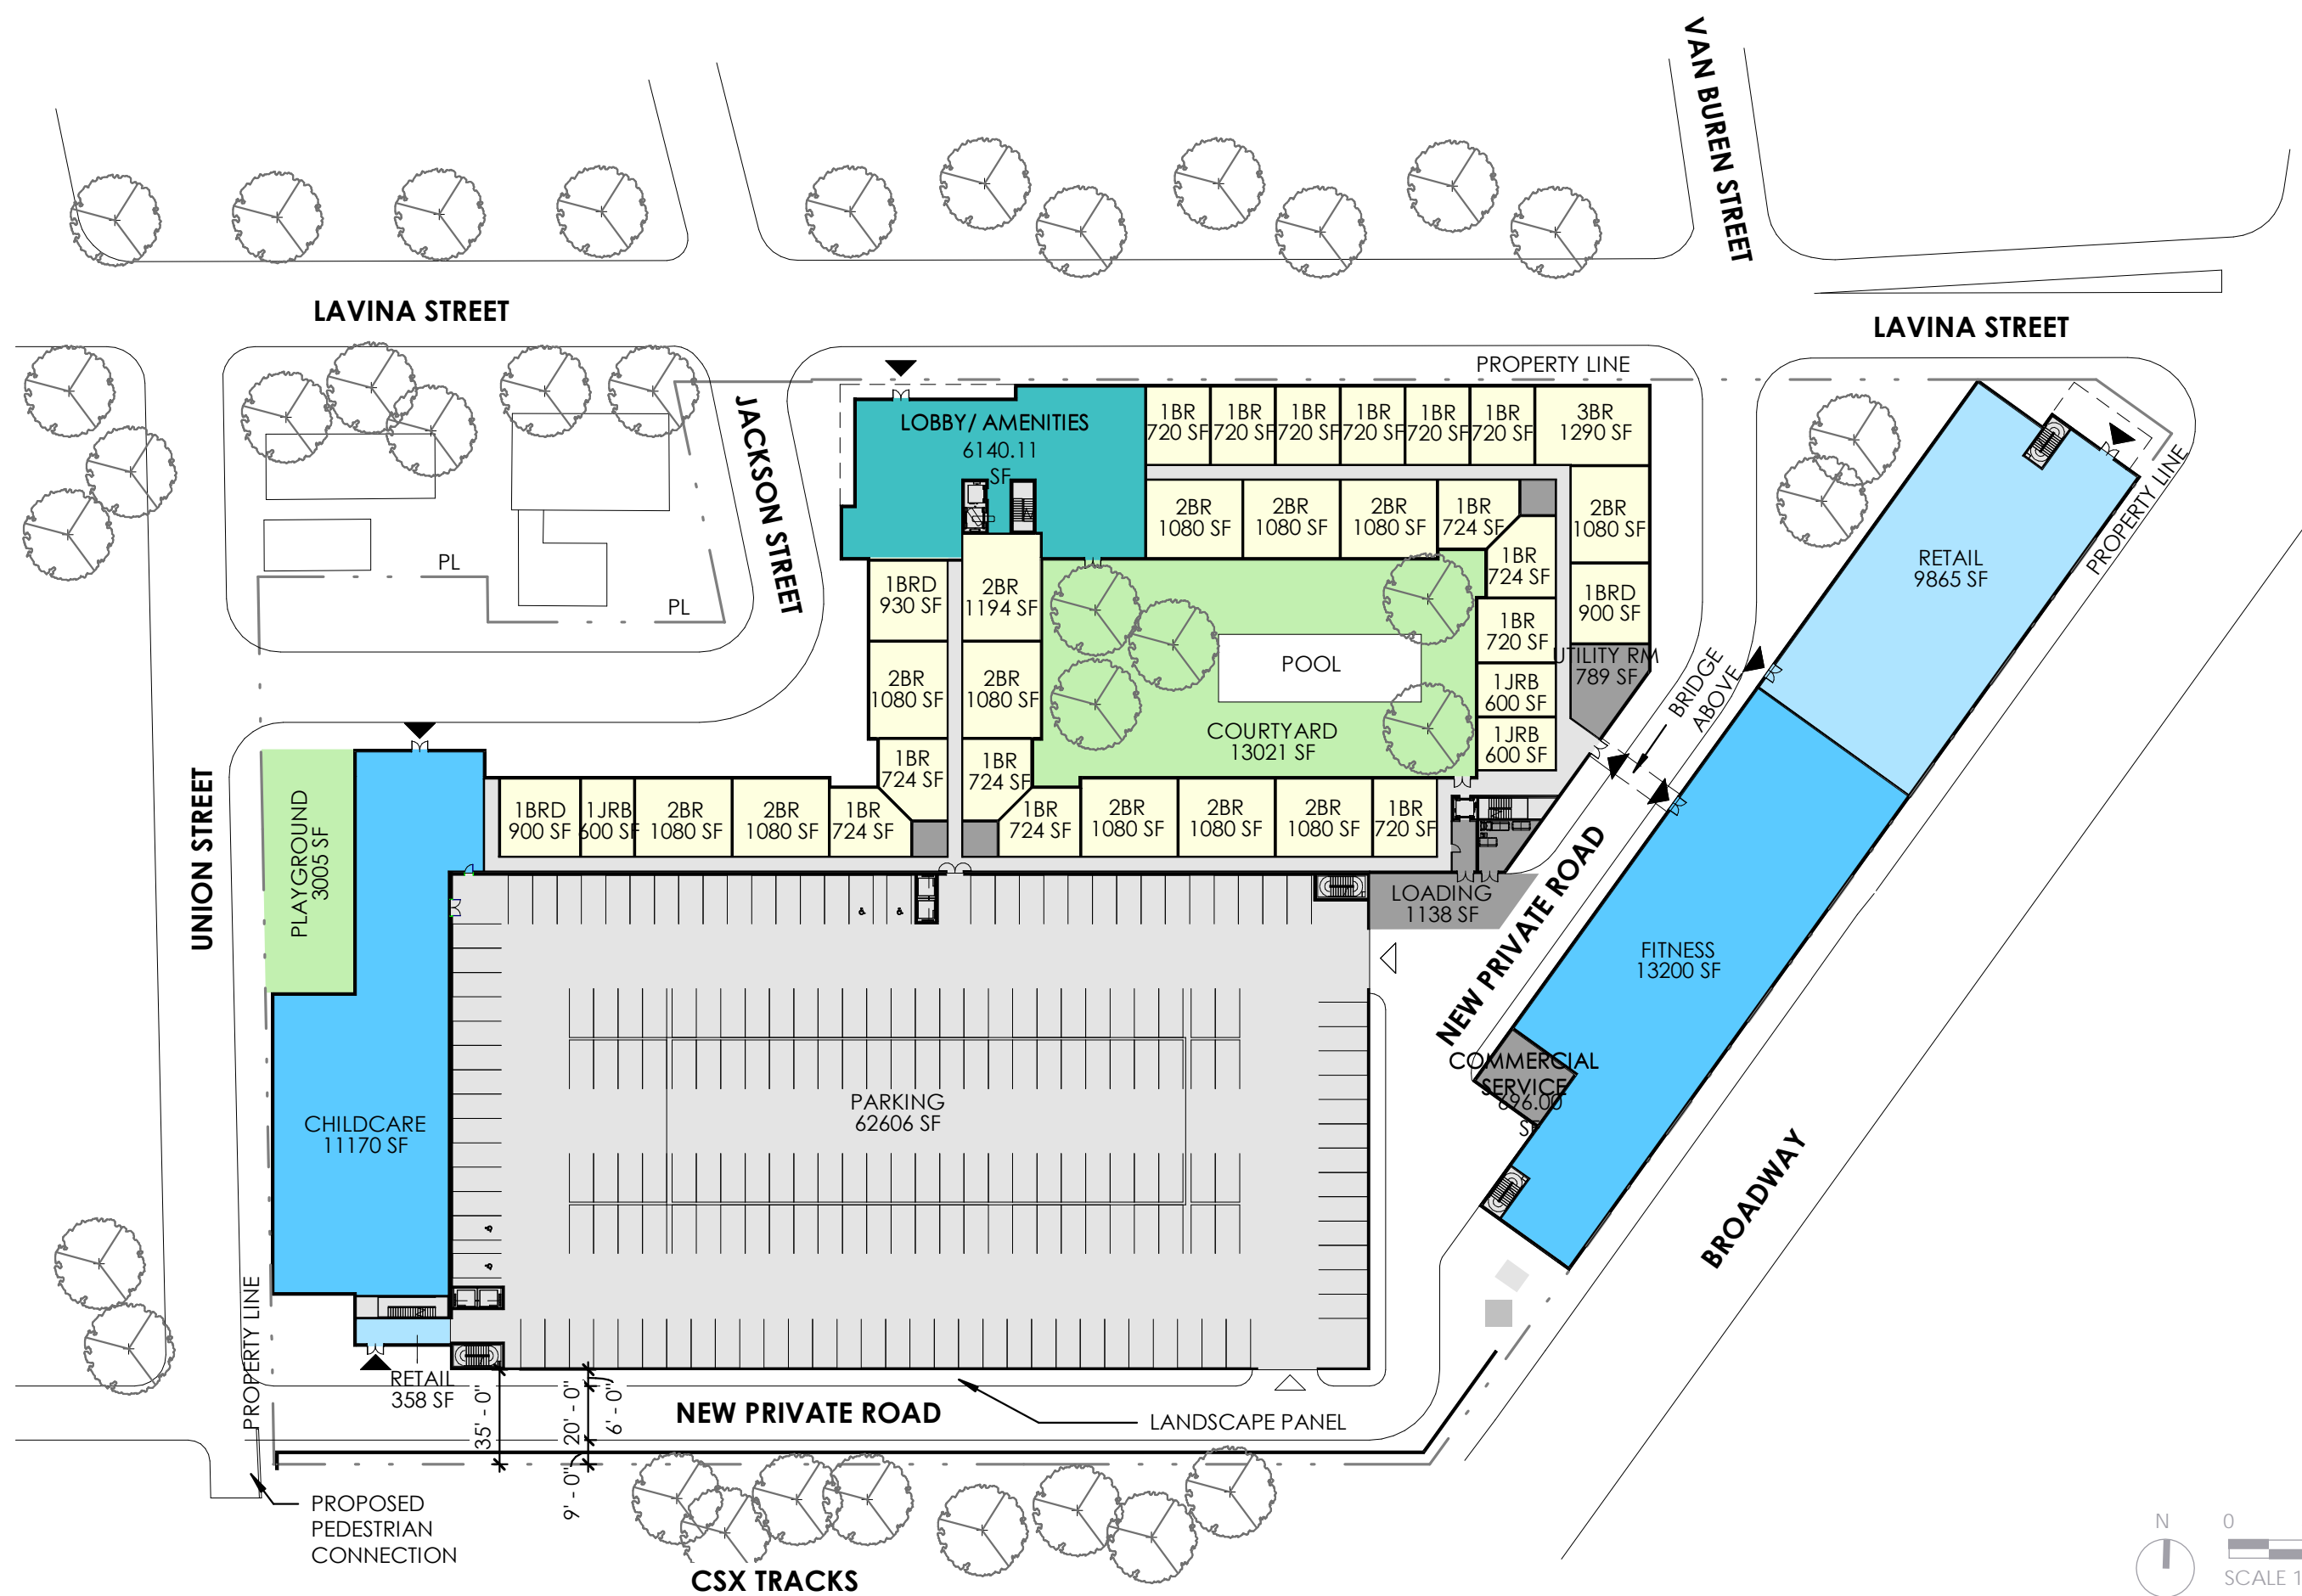 VAN BUREN STREET
LAVINA STREET
LAVINA STREET
PROPERTY LINE
JACKSON STREET
LOBBY/ AMENITIES
6140.11
SF
1BR
720 SF
1BR
720 SF
1BR
720 SF
1BR
720 SF
1BR
720 SF
1BR
720 SF
3BR
1290 SF
2BR
1080 SF
2BR
1080 SF
2BR
1080 SF
1BR
724 SF
2BR
1080 SF
1BR
724 SF
1BRD
900 SF
1BR
720 SF
UTILITY RM
789 SF
1JRB
600 SF
1JRB
600 SF
PL
PL
1BRD
930 SF
2BR
1194 SF
2BR
1080 SF
2BR
1080 SF
1BR
724 SF
1BR
724 SF
POOL
COURTYARD
13021 SF
BRIDGE
ABOVE
RETAIL
9865 SF
PROPERTY LINE
UNION STREET
PLAYGROUND
3005 SF
1BRD
900 SF
1JRB
600 SF
2BR
1080 SF
2BR
1080 SF
1BR
724 SF
1BR
724 SF
2BR
1080 SF
2BR
1080 SF
2BR
1080 SF
1BR
720 SF
LOADING
1138 SF
NEW PRIVATE ROAD
FITNESS
13200 SF
COMMERCIAL
SERVICE
696.00
SF
CHILDCARE
11170 SF
PARKING
62606 SF
BROADWAY
PROPERTY LINE
RETAIL
358 SF
35' - 0"
20' - 0"
6' - 0"
9' - 0"
NEW PRIVATE ROAD
LANDSCAPE PANEL
PROPOSED
PEDESTRIAN
CONNECTION
CSX TRACKS
N
0
SCALE 1